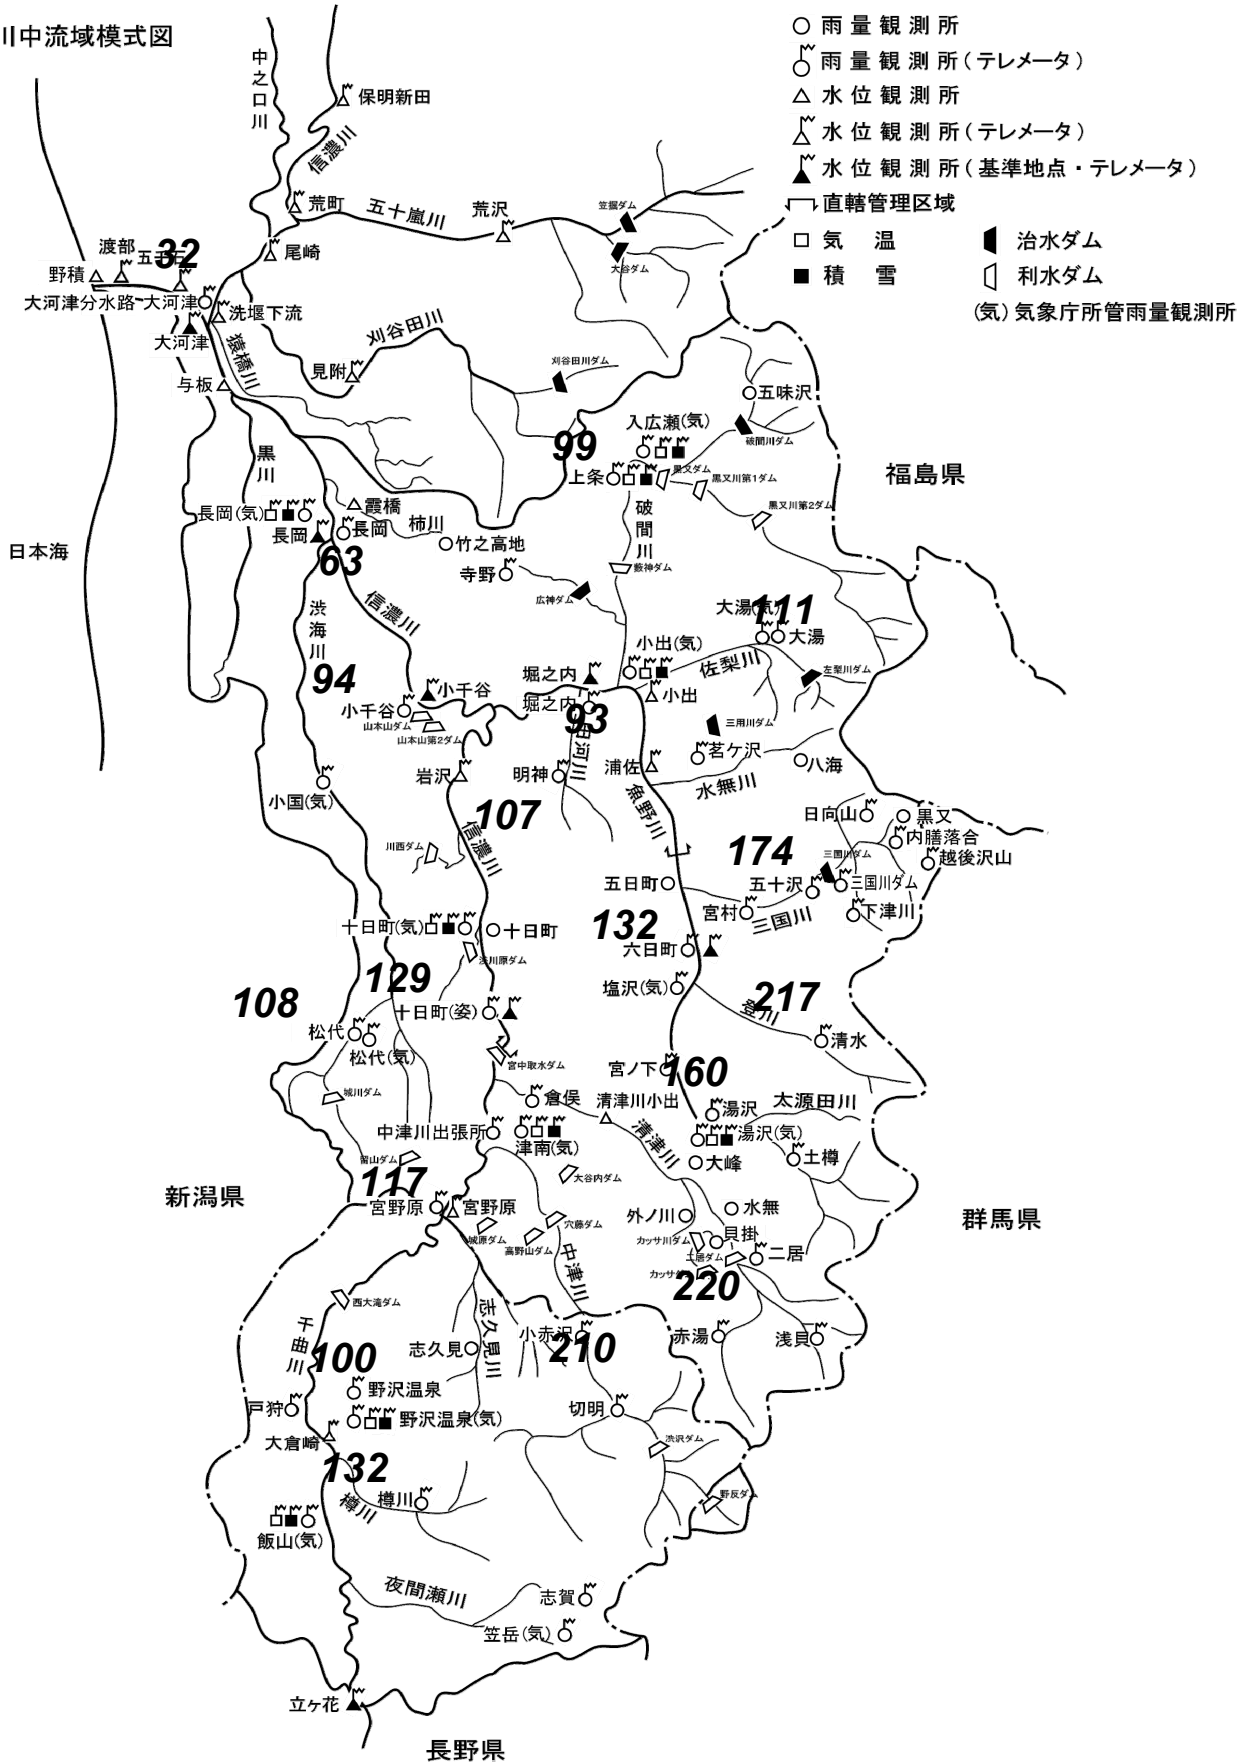 川中流域模式図
雨量観測所
雨量観測所(テレメータ)
水位観測所
水位観測所(テレメータ)
水位観測所(基準地点・テレメータ)
直轄管理区域
気温
治水ダム
積雪
利水ダム
(気)気象庁所管雨量観測所
中之口川
保明新田
信濃川
荒町
五十嵐川
荒沢
笠掘ダム
大谷ダム
尾崎
渡部
32
野積
大河津分水路
大河津
洗堰下流
大河津
猿橋川
刈谷田川
見附
刈谷田川ダム
与板
五味沢
破間川ダム
入広瀬(気)
99
上条
黒又ダム
黒又川第1ダム
黒又川第2ダム
福島県
黒川
破間川
長岡(気)
霞橋
長岡
長岡
柿川
竹之高地
日本海
63
寺野
藪神ダム
広神ダム
渋海川
信濃川
111
大湯
小出(気)
佐梨川
左梨川ダム
94
堀之内
小出
小千谷
小千谷
堀之内
93
山本山ダム
山本山第2ダム
三用川ダム
茗ケ沢
八海
岩沢
明神
浦佐
水無川
小国(気)
107
魚野川
日向山
黒又
内膳落合
越後沢山
川西ダム
信濃川
174
三国川ダム
五日町
五十沢
三国川ダム
宮村
三国川
下津川
十日町(気)
十日町
132
六日町
129
塩沢(気)
217
登川
108
十日町(姿)
清水
松代
松代(気)
宮中取水ダム
宮ノ下
160
城川ダム
倉俣
清津川小出
湯沢
太源田川
中津川出張所
津南(気)
清津川
湯沢(気)
大峰
土樽
大谷内ダム
117
新潟県
宮野原
宮野原
外ノ川
水無
群馬県
城原ダム
穴藤ダム
高野山ダム
カッサ川ダム
貝掛
二居ダム
二居
中津川
220
西大滝ダム
千曲川
志久見川
小赤沢
210
赤湯
浅貝
100
志久見
野沢温泉
戸狩
野沢温泉(気)
切明
大倉崎
渋沢ダム
132
樽川
樽川
野反ダム
飯山(気)
夜間瀬川
志賀
笠岳(気)
立ケ花
長野県